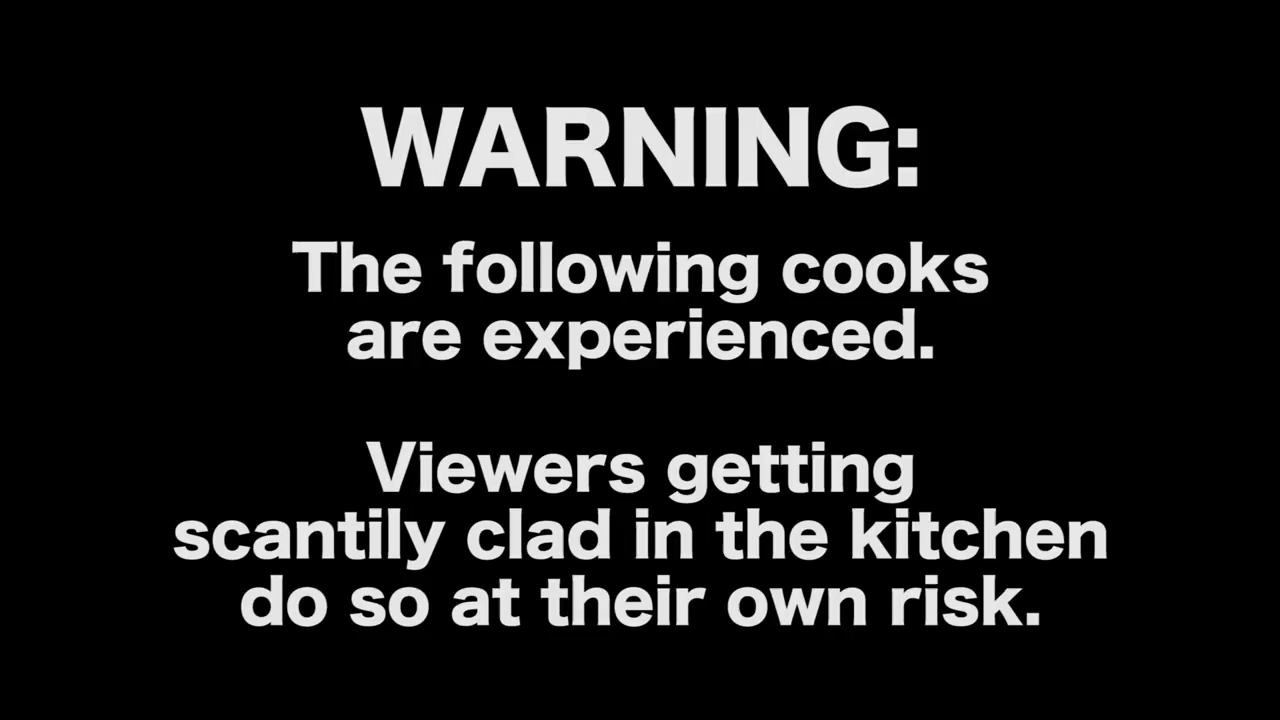 WARNING:
The following cooks
are experienced.
Viewers getting
scantily clad in the kitchen
do so at their own risk.